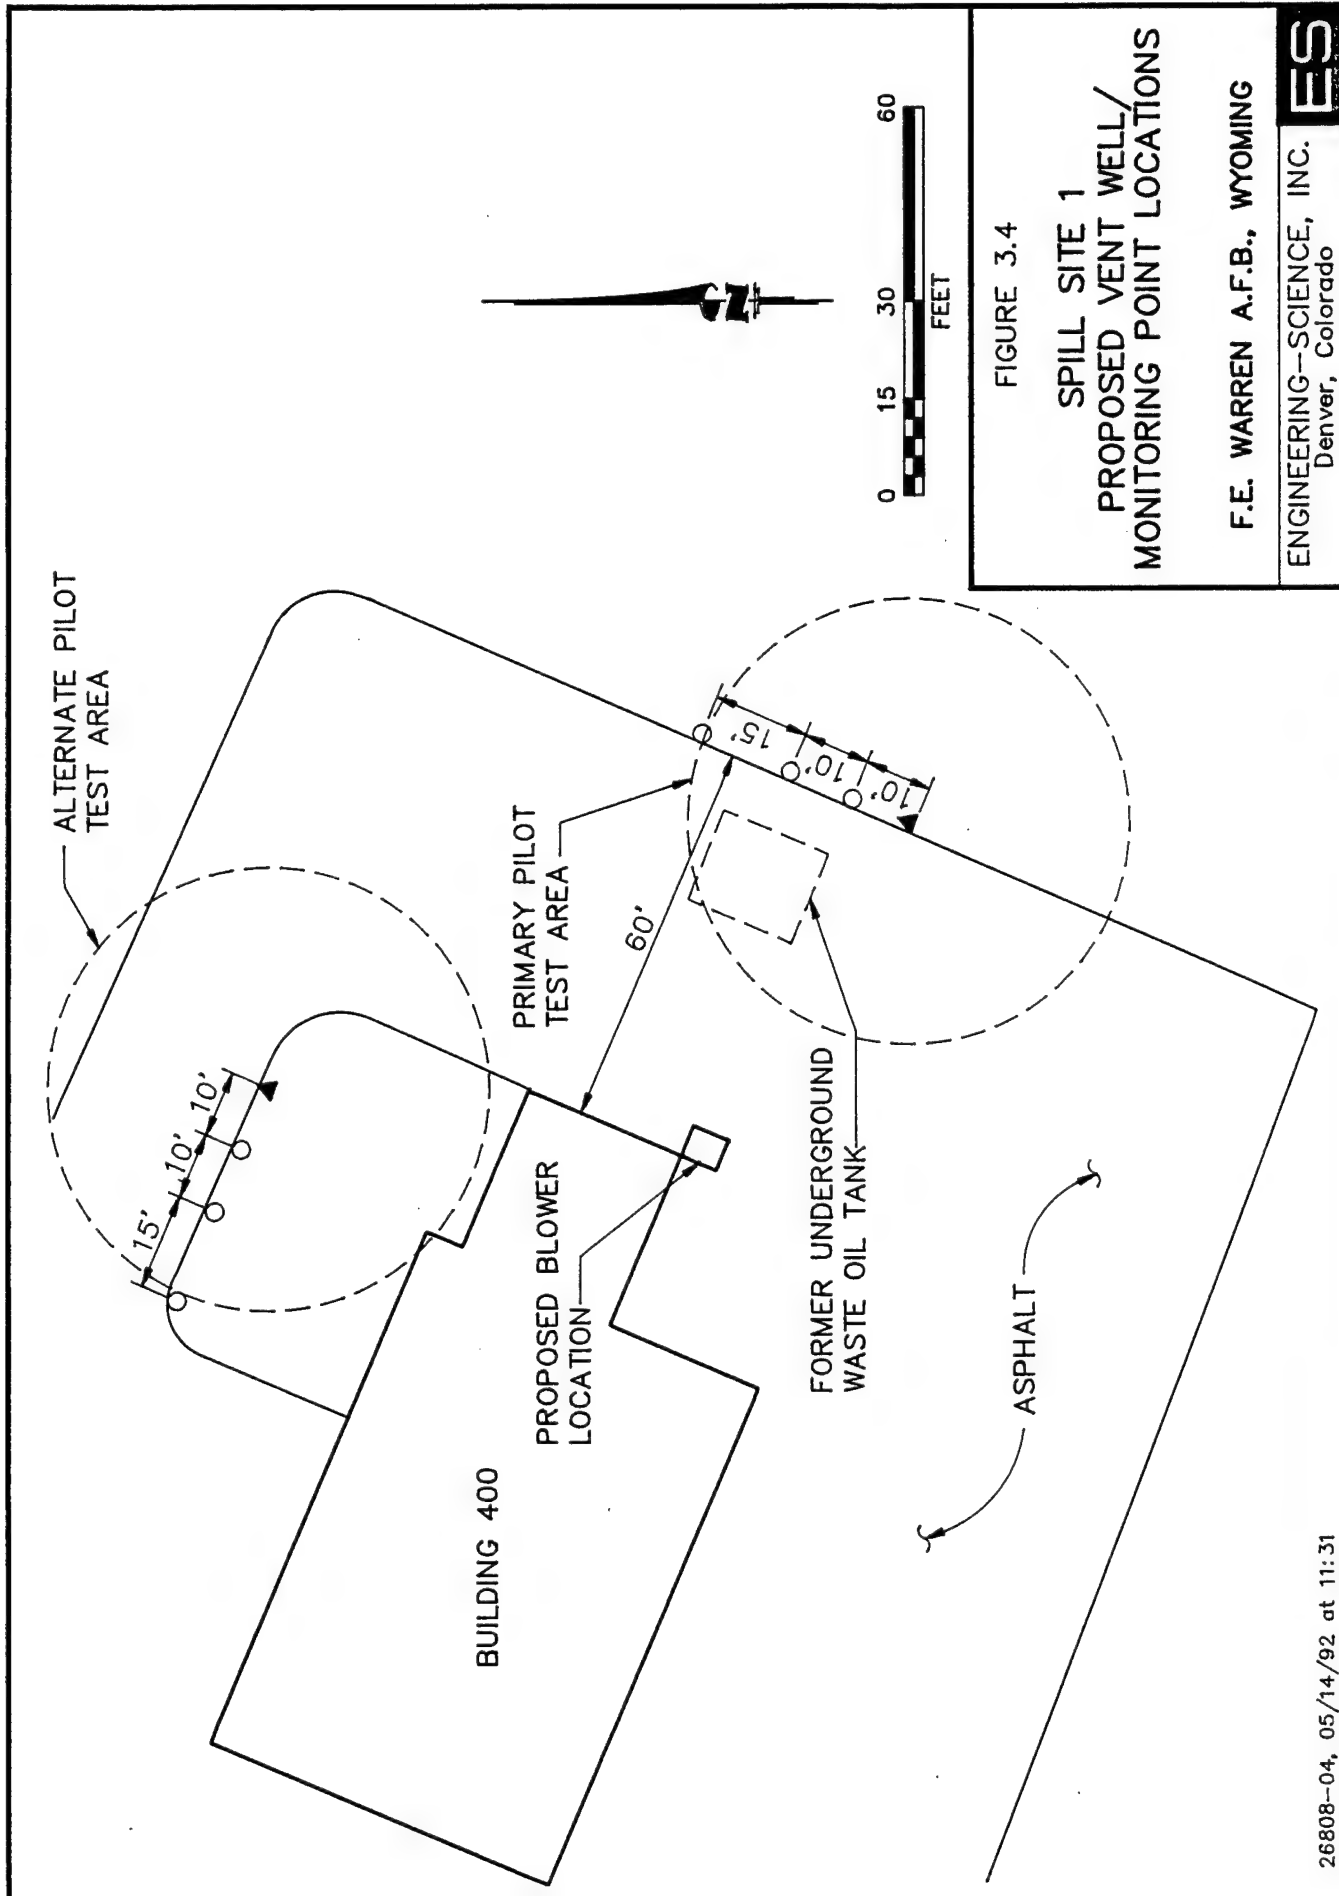 ALTERNATE PILOT
TEST AREA
15'
10'
10'
PRIMARY PILOT
TEST AREA
15'
10'
10'
60'
BUILDING 400
PROPOSED BLOWER
LOCATION
FORMER UNDERGROUND
WASTE OIL TANK
ASPHALT
N
0 15 30 60
FEET
FIGURE 3.4
SPILL SITE 1
PROPOSED VENT WELL/
MONITORING POINT LOCATIONS
F.E. WARREN A.F.B., WYOMING
ENGINEERING-SCIENCE, INC.
Denver, Colorado
ES
26808-04, 05/14/92 at 11:31